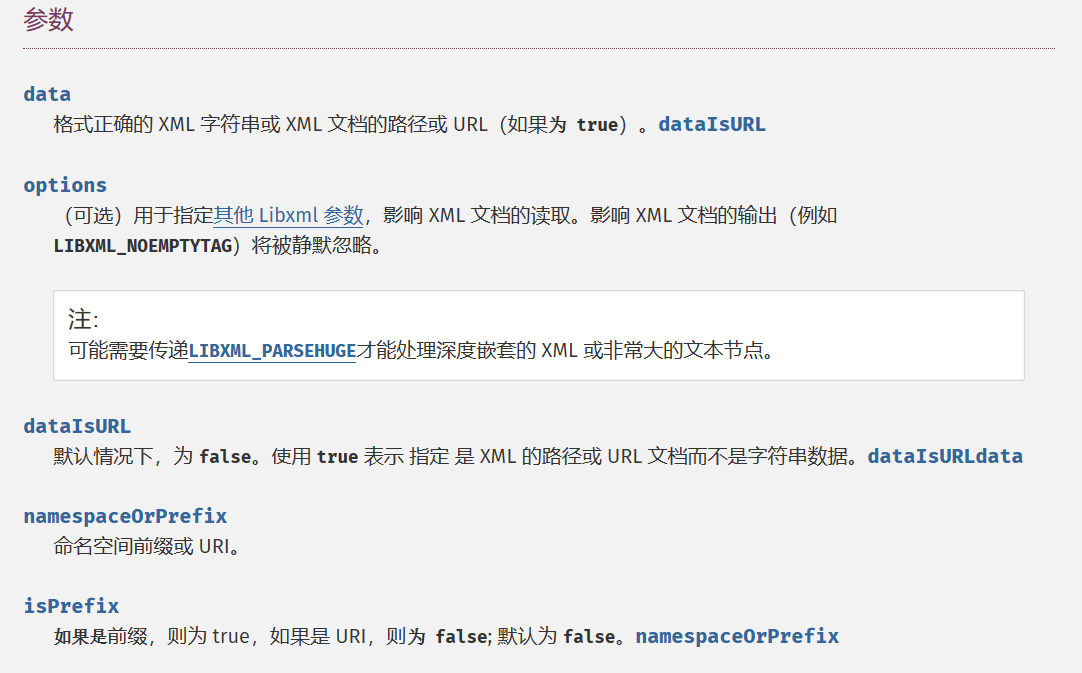 参数
data
格式正确的 XML 字符串或 XML 文档的路径或 URL（如果为 true）。dataIsURL
options
（可选）用于指定其他 Libxml 参数，影响 XML 文档的读取。影响 XML 文档的输出（例如
LIBXML_NOEMPTYTAG）将被静默忽略。
注：
可能需要传递LIBXML_PARSEHUGE才能处理深度嵌套的 XML 或非常大的文本节点。
dataIsURL
默认情况下，为 false。使用 true 表示 指定 是 XML 的路径或 URL 文档而不是字符串数据。dataIsURLdata
namespaceOrPrefix
命名空间前缀或 URI。
isPrefix
如果是前缀，则为 true，如果是 URI，则为 false; 默认为 false。namespaceOrPrefix